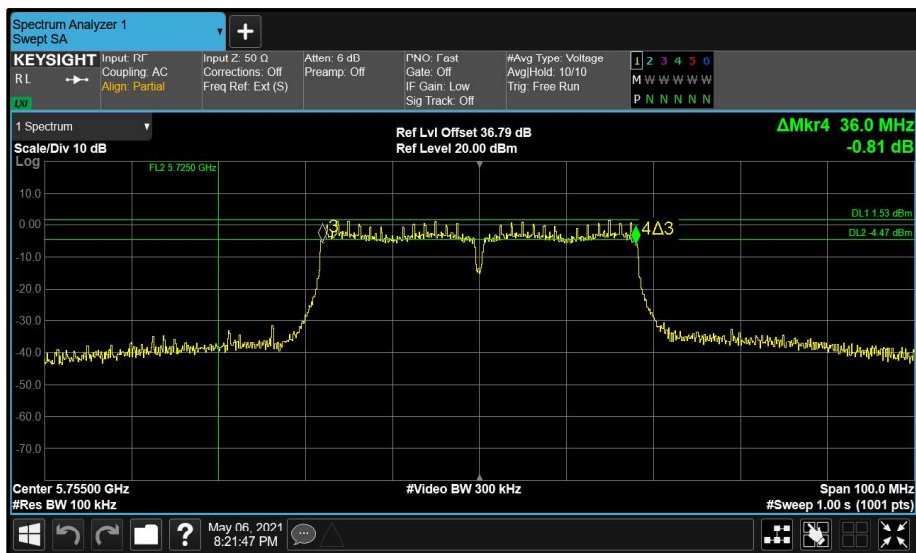 Spectrum Analyzer 1
Swept SA
KEYSIGHT
RL
LXI
Input: RF
Coupling: AC
Align: Partial
Input Z: 50 Ω
Corrections: Off
Freq Ref: Ext (S)
Atten: 6 dB
Preamp: Off
PNO: Fast
Gate: Off
IF Gain: Low
Sig Track: Off
#Avg Type: Voltage
Avg|Hold: 10/10
Trig: Free Run
1 2 3 4 5 6
M W W W W W
P N N N N N
1 Spectrum
Scale/Div 10 dB
Ref Lvl Offset 36.79 dB
Ref Level 20.00 dBm
ΔMkr4 36.0 MHz
-0.81 dB
Log
FL2 5.7250 GHz
10.0
0.00
-10.0
-20.0
-30.0
-40.0
-50.0
-60.0
-70.0
DL1 1.53 dBm
DL2 -4.47 dBm
3
4Δ3
Center 5.75500 GHz
#Res BW 100 kHz
#Video BW 300 kHz
Span 100.0 MHz
#Sweep 1.00 s (1001 pts)
?
May 06, 2021
8:21:47 PM